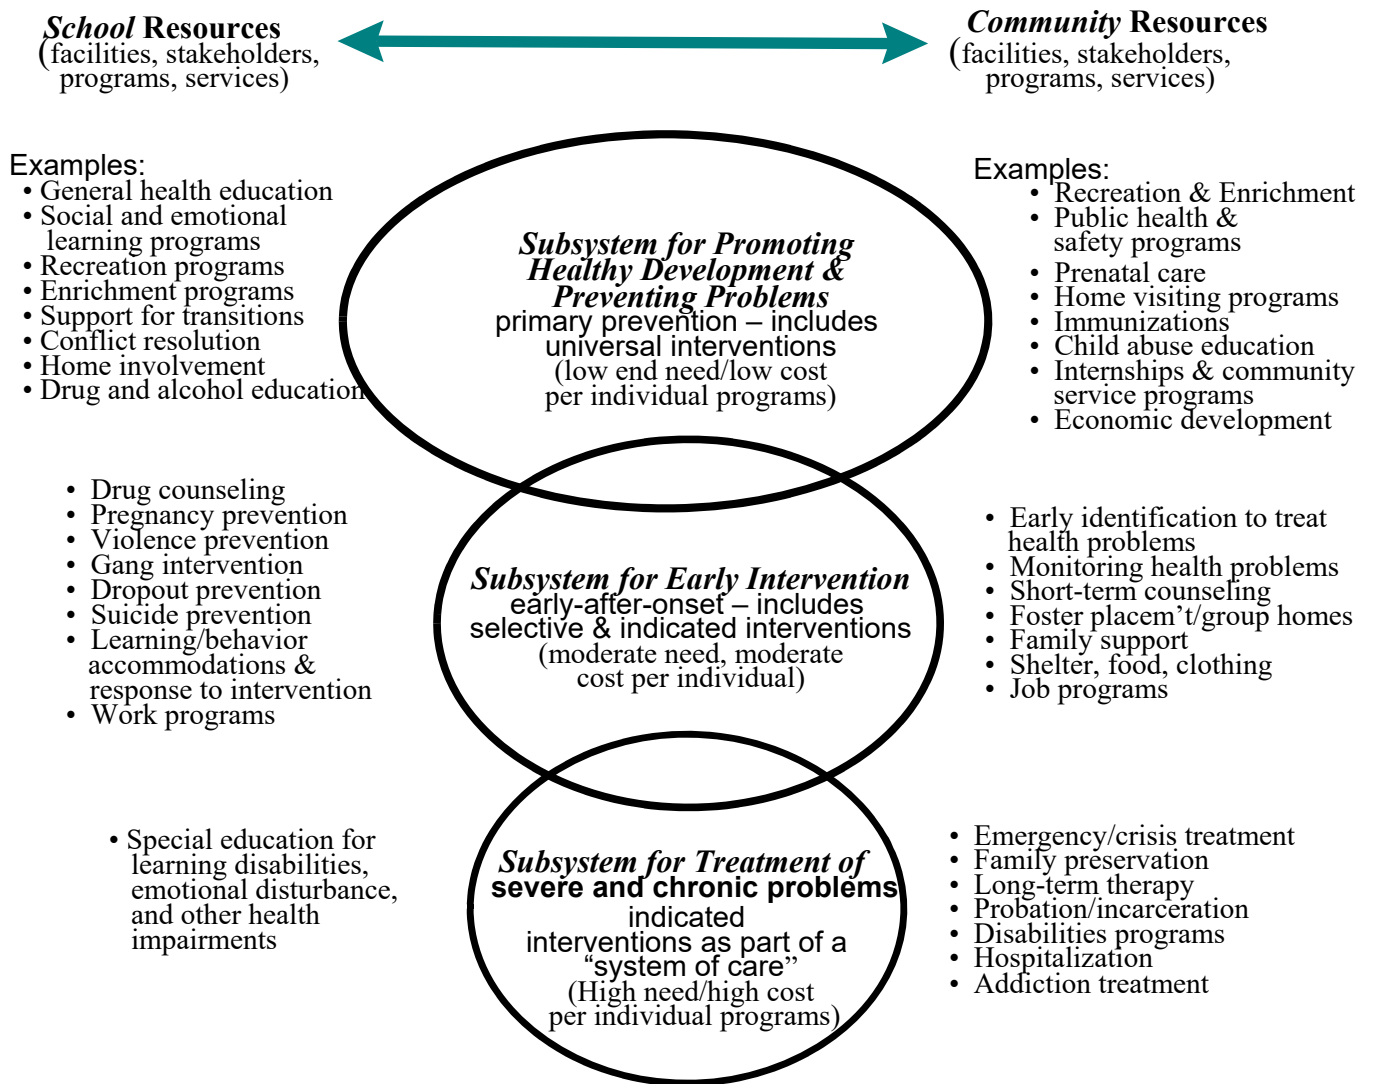 School Resources
(facilities, stakeholders,
programs, services)
Community Resources
(facilities, stakeholders,
programs, services)
Examples:
• General health education
• Social and emotional
learning programs
• Recreation programs
• Enrichment programs
• Support for transitions
• Conflict resolution
• Home involvement
• Drug and alcohol education
Subsystem for Promoting
Healthy Development &
Preventing Problems
primary prevention – includes
universal interventions
(low end need/low cost
per individual programs)
Examples:
• Recreation & Enrichment
• Public health &
safety programs
• Prenatal care
• Home visiting programs
• Immunizations
• Child abuse education
• Internships & community
service programs
• Economic development
• Drug counseling
• Pregnancy prevention
• Violence prevention
• Gang intervention
• Dropout prevention
• Suicide prevention
• Learning/behavior
accommodations &
response to intervention
• Work programs
Subsystem for Early Intervention
early-after-onset – includes
selective & indicated interventions
(moderate need, moderate
cost per individual)
• Early identification to treat
health problems
• Monitoring health problems
• Short-term counseling
• Foster placem’t/group homes
• Family support
• Shelter, food, clothing
• Job programs
• Special education for
learning disabilities,
emotional disturbance,
and other health
impairments
Subsystem for Treatment of
severe and chronic problems
indicated
interventions as part of a
“system of care”
(High need/high cost
per individual programs)
• Emergency/crisis treatment
• Family preservation
• Long-term therapy
• Probation/incarceration
• Disabilities programs
• Hospitalization
• Addiction treatment